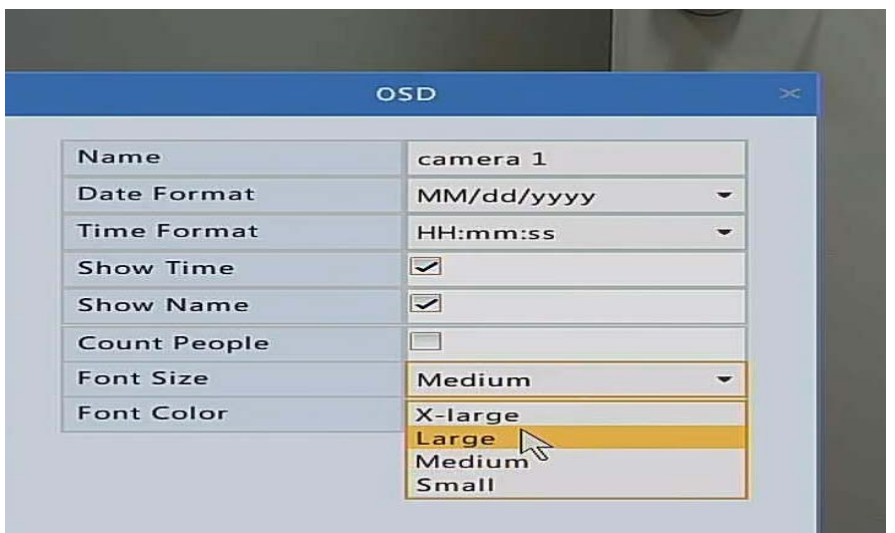 OSD
Name
camera 1
Date Format
MM/dd/yyyy
Time Format
HH:mm:ss
Show Time
Show Name
Count People
Font Size
Medium
Font Color
X-large
Large
Medium
Small